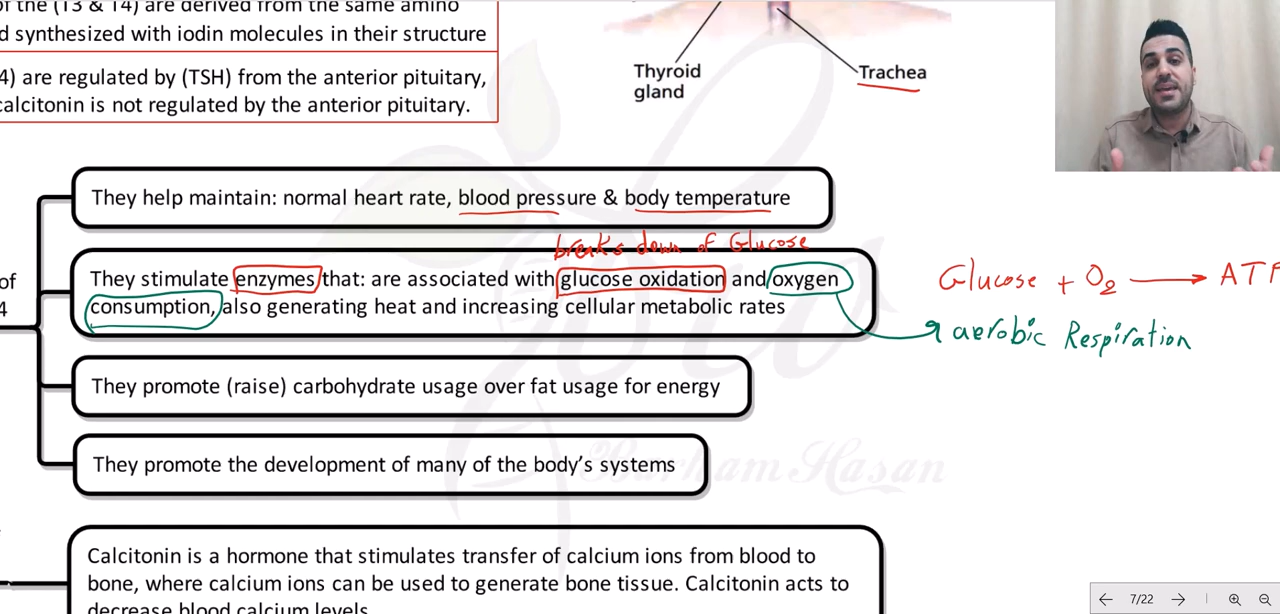 of the (T3 & T4) are derived from the same amino
d synthesized with iodin molecules in their structure
4) are regulated by (TSH) from the anterior pituitary,
calcitonin is not regulated by the anterior pituitary.
Thyroid
gland
Trachea
They help maintain: normal heart rate, blood pressure & body temperature
breaks down of Glucose
of
4
They stimulate enzymes that: are associated with glucose oxidation and oxygen
consumption, also generating heat and increasing cellular metabolic rates
Glucose + O2 → ATP
aerobic Respiration
They promote (raise) carbohydrate usage over fat usage for energy
They promote the development of many of the body’s systems
Hasan
Calcitonin is a hormone that stimulates transfer of calcium ions from blood to
bone, where calcium ions can be used to generate bone tissue. Calcitonin acts to
decrease blood calcium levels
7/22